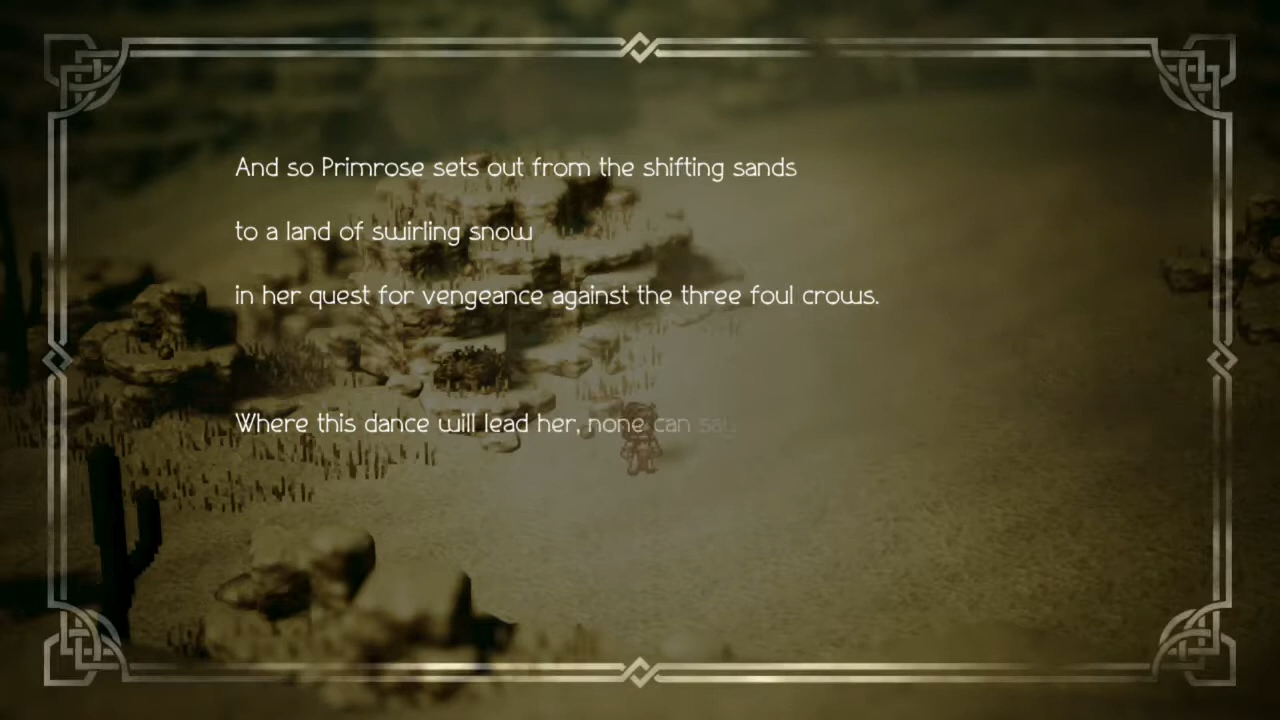 And so Primrose sets out from the shifting sands
to a land of swirling snow
in her quest for vengeance against the three foul crows.
Where this dance will lead her, none can say